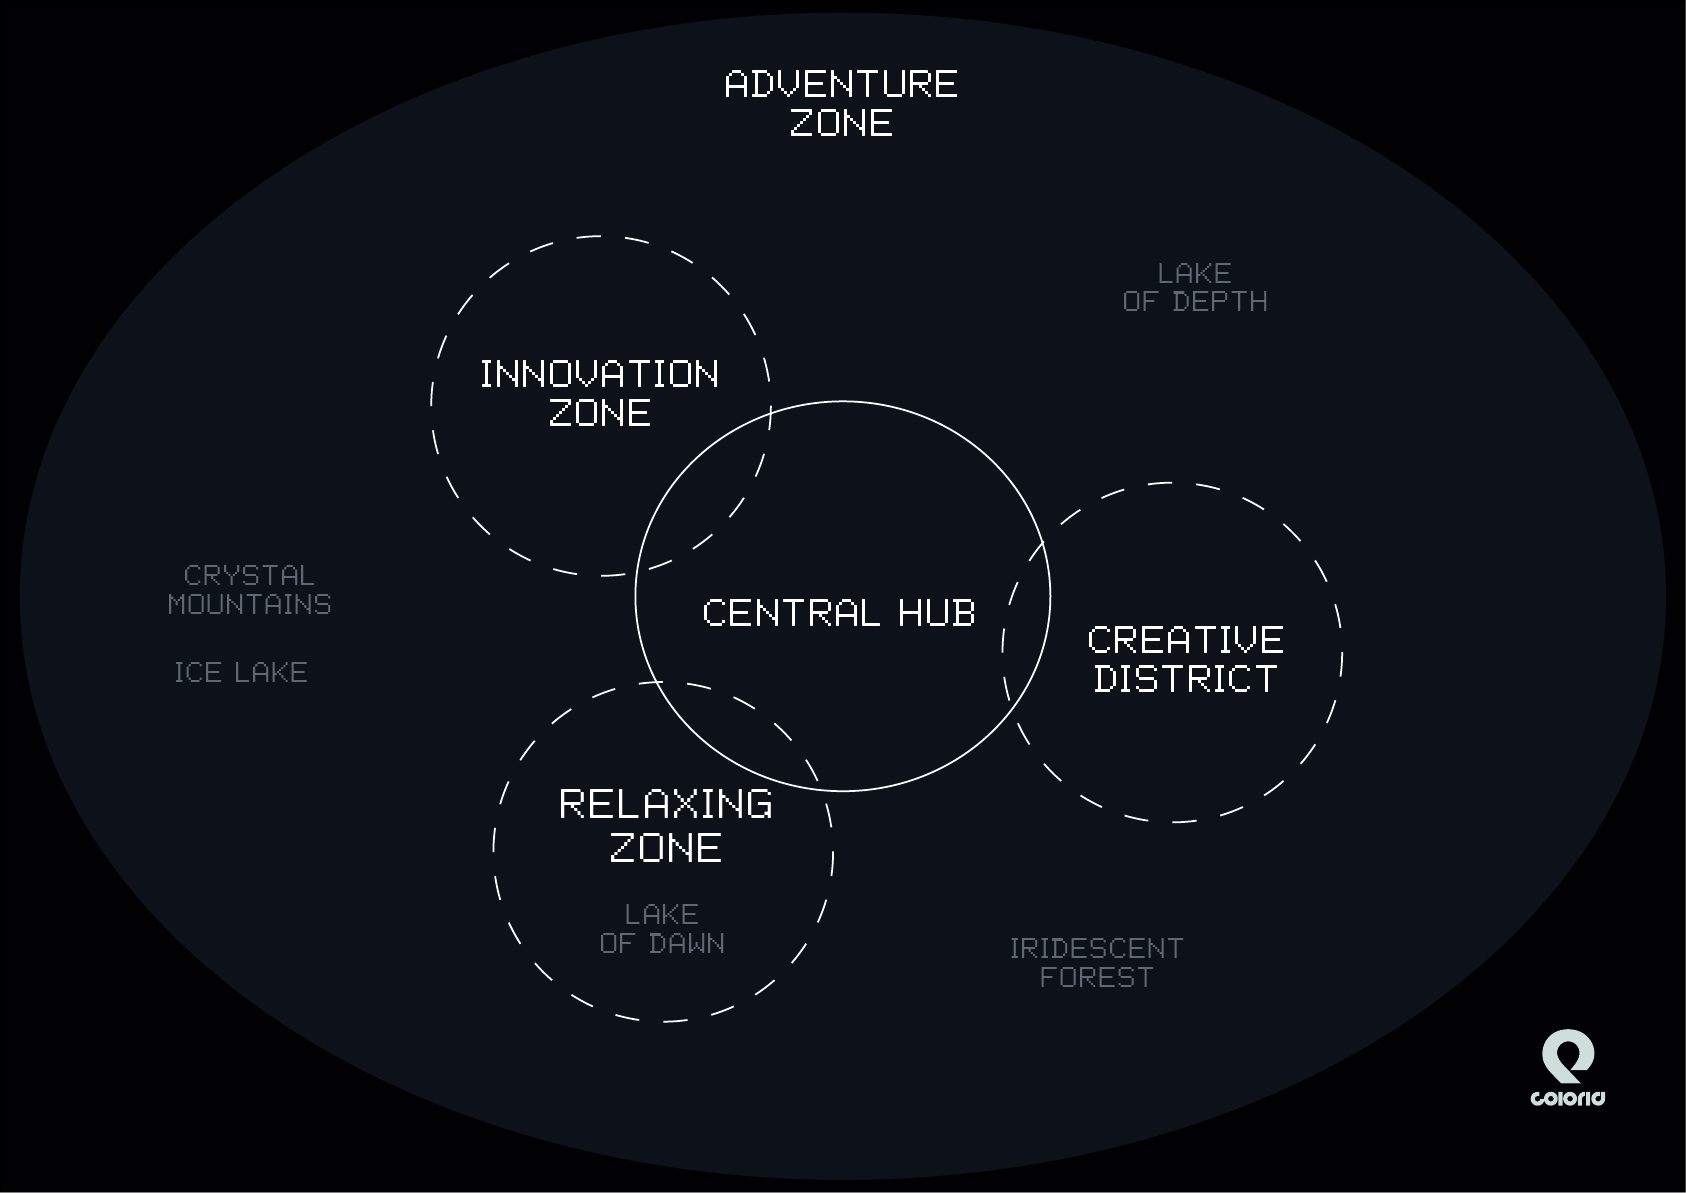 ADVENTURE
ZONE
LAKE
OF DEPTH
INNOVATION
ZONE
CRYSTAL
MOUNTAINS
CENTRAL HUB
CREATIVE
DISTRICT
ICE LAKE
RELAXING
ZONE
LAKE
OF DAWN
IRIDESCENT
FOREST
colorid